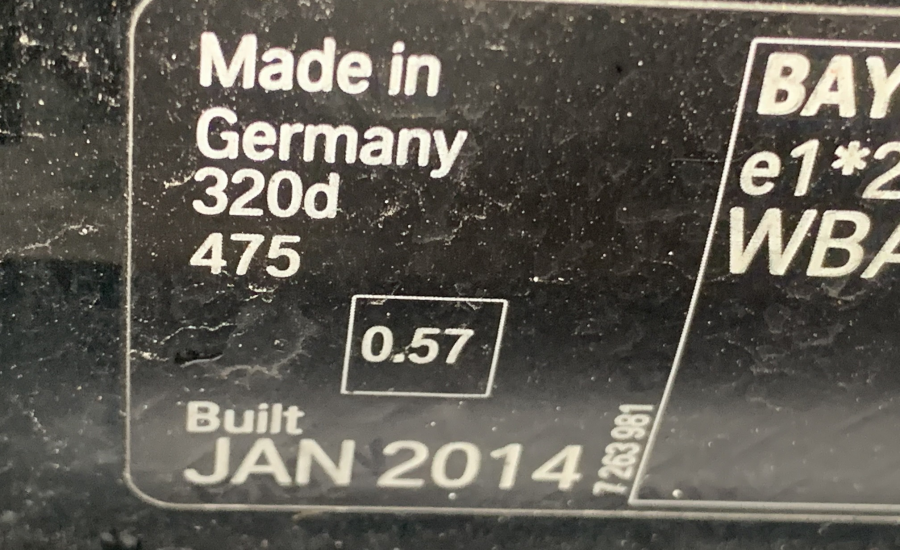 Made in
Germany
320d
475
0.57
Built
JAN 2014
7 263 981
BAY
e1*2
WBA